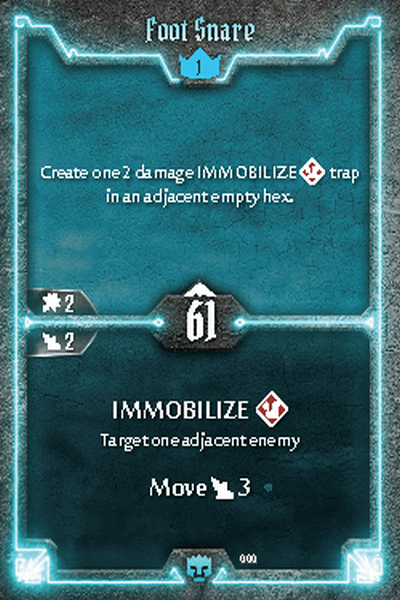 Foot Snare
1
Create one 2 damage IMMOBILIZE trap
in an adjacent empty hex.
2
61
2
IMMOBILIZE
Target one adjacent enemy
Move 3